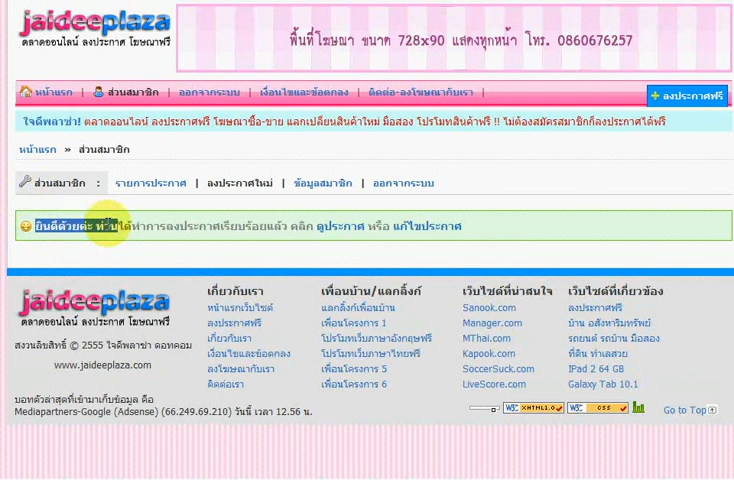 jaideeplaza
ตลาดออนไลน์ ลงประกาศ โฆษณาฟรี
พื้นที่โฆษณา ขนาด 728x90 แสดงทุกหน้า โทร. 0860676257
หน้าแรก | ส่วนสมาชิก | ออกจากระบบ | เงื่อนไขและข้อตกลง | ติดต่อ-ลงโฆษณากับเรา |
ลงประกาศฟรี
ใจดีพลาซ่า! ตลาดออนไลน์ ลงประกาศฟรี โฆษณาซื้อ-ขาย แลกเปลี่ยนสินค้าใหม่ มือสอง โปรโมทสินค้าฟรี !! ไม่ต้องสมัครสมาชิกก็ลงประกาศได้ฟรี
หน้าแรก » ส่วนสมาชิก
ส่วนสมาชิก : รายการประกาศ | ลงประกาศใหม่ | ข้อมูลสมาชิก | ออกจากระบบ
ยินดีด้วยค่ะ ท่านได้ทำการลงประกาศเรียบร้อยแล้ว คลิก ดูประกาศ หรือ แก้ไขประกาศ
jaideeplaza
ตลาดออนไลน์ ลงประกาศ โฆษณาฟรี
สงวนลิขสิทธิ์ © 2555 ใจดีพลาซ่า ดอทคอม
www.jaideeplaza.com
เกี่ยวกับเรา
หน้าแรกเว็บไซต์
ลงประกาศฟรี
เกี่ยวกับเรา
เงื่อนไขและข้อตกลง
ลงโฆษณากับเรา
ติดต่อเรา
เพื่อนบ้าน/แลกลิ้งก์
แลกลิ้งก์เพื่อนบ้าน
เพื่อนโครงการ 1
โปรโมทเว็บภาษาอังกฤษฟรี
โปรโมทเว็บภาษาไทยฟรี
เพื่อนโครงการ 5
เพื่อนโครงการ 6
เว็บไซต์ที่น่าสนใจ
Sanook.com
Manager.com
MThai.com
Kapook.com
SoccerSuck.com
LiveScore.com
เว็บไซต์ที่เกี่ยวข้อง
ลงประกาศฟรี
บ้าน อสังหาริมทรัพย์
รถยนต์ รถบ้าน มือสอง
ที่ดิน ทำเลสวย
IPad 2 64 GB
Galaxy Tab 10.1
บอทตัวล่าสุดที่เข้ามาเก็บข้อมูล คือ
Mediapartners-Google (Adsense) (66.249.69.210) วันนี้ เวลา 12.56 น.
W3C XHTML 1.0
W3C CSS
Go to Top